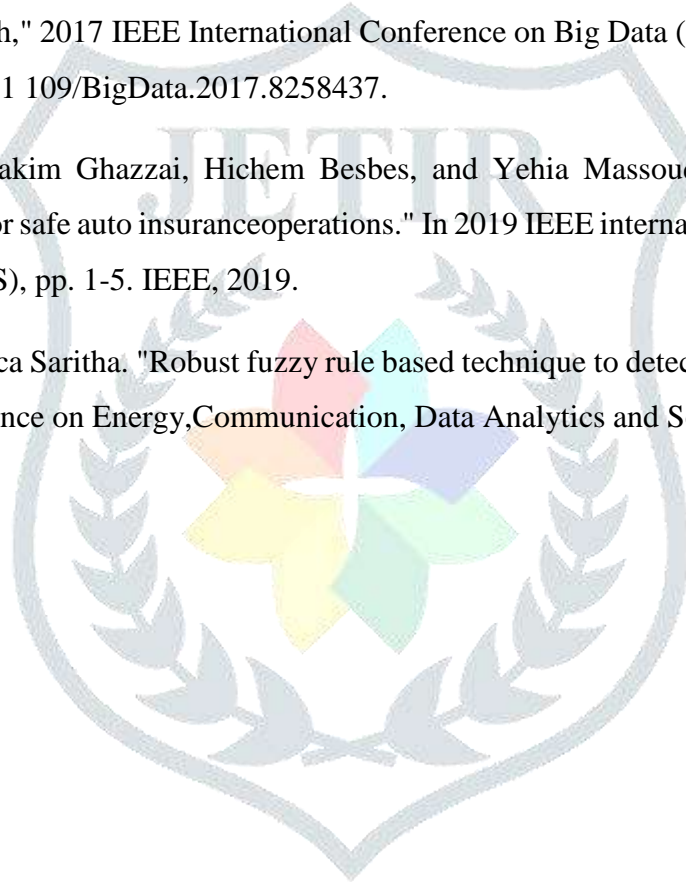 h," 2017 IEEE International Conference on Big Data (
1 109/BigData.2017.8258437.
JETIR
akim Ghazzai, Hichem Besbes, and Yehia Massoud
or safe auto insuranceoperations." In 2019 IEEE interna
S), pp. 1-5. IEEE, 2019.
ca Saritha. "Robust fuzzy rule based technique to detec
nce on Energy,Communication, Data Analytics and S